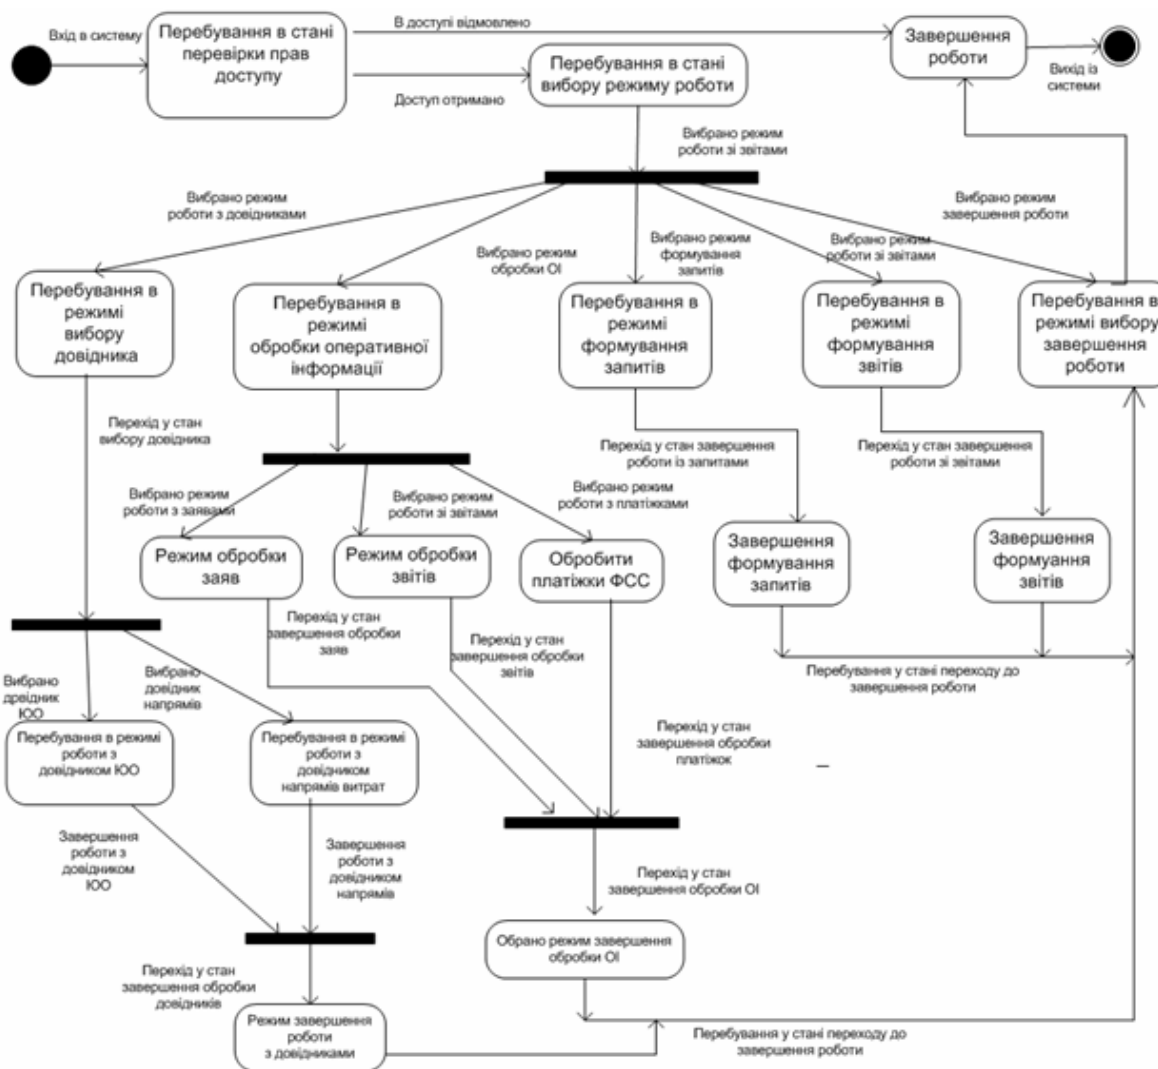 Вхід в систему
Перебування в стані
перевірки прав
доступу
В доступі відмовлено
Доступ отримано
Перебування в стані
вибору режиму роботи
Завершення
роботи
Вихід із
системи
Вибрано режим
роботи зі звітами
Вибрано режим
роботи з довідниками
Вибрано режим
обробки ОІ
Вибрано режим
формування
запитів
Вибрано режим
роботи зі звітами
Вибрано режим
завершення роботи
Перебування в
режимі
вибору
довідника
Перебування в
режимі
обробки оперативної
інформації
Перебування в
режимі
формування
запитів
Перебування в
режимі
формування
звітів
Перебування в
режимі вибору
завершення
роботи
Перехід у стан
вибору довідника
Перехід у стан завершення
роботи із запитами
Перехід у стан завершення
роботи зі звітами
Вибрано режим
роботи з заявами
Вибрано режим
роботи зі звітами
Вибрано режим
роботи з платіжками
Режим обробки
заяв
Режим обробки
звітів
Обробити
платіжки ФСС
Завершення
формування
запитів
Завершення
формуання
звітів
Перехід у стан
завершення обробки
заяв
Перехід у стан
завершення обробки
звітів
Перебування у стані переходу до
завершення роботи
Вибрано
дрвідник
ЮО
Вибрано
довідник
напрямів
Перебування в режимі
роботи з
довідником ЮО
Перебування в режимі
роботи з
довідником
напрямів витрат
Перехід у стан
завершення обробки
платіжок
Завершення
роботи з
довідником
ЮО
Завершення
роботи з
довідником
напрямів
Перехід у стан
завершення обробки ОІ
Обрано режим завершення
обробки ОІ
Перехід у стан
завершення обробки
довідників
Режим завершення
роботи
з довідниками
Перебування у стані переходу до
завершення роботи